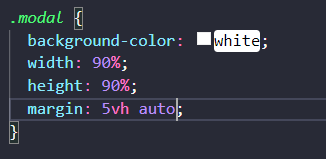 .modal {
background-color: white;
width: 90%;
height: 90%;
margin: 5vh auto;
}